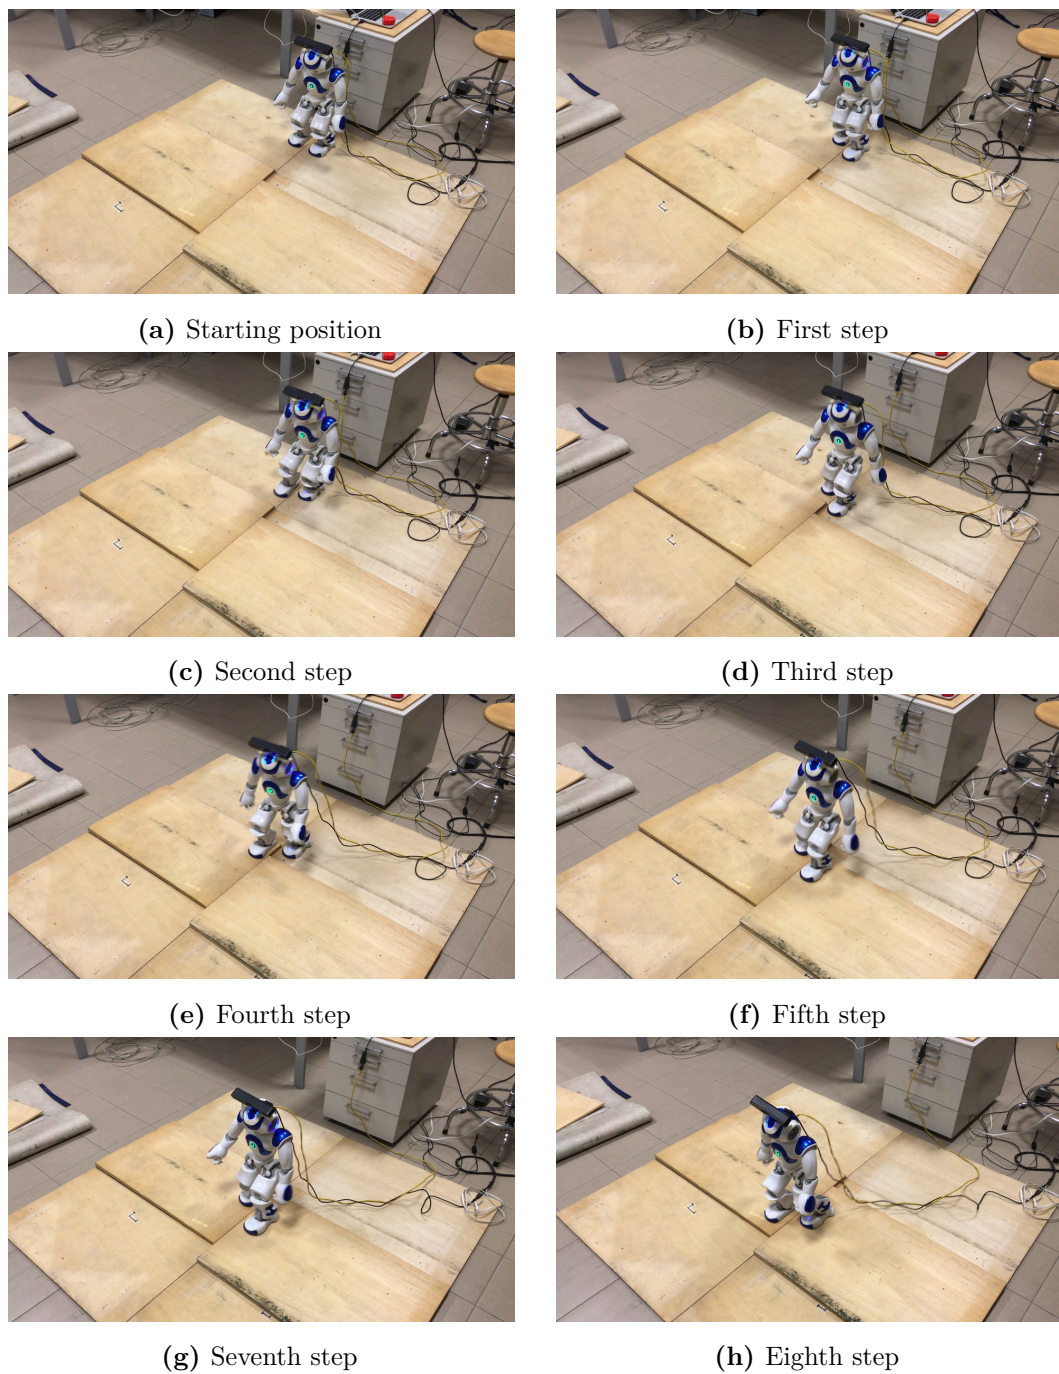 (a) Starting position
(b) First step
(c) Second step
(d) Third step
(e) Fourth step
(f) Fifth step
(g) Seventh step
(h) Eighth step